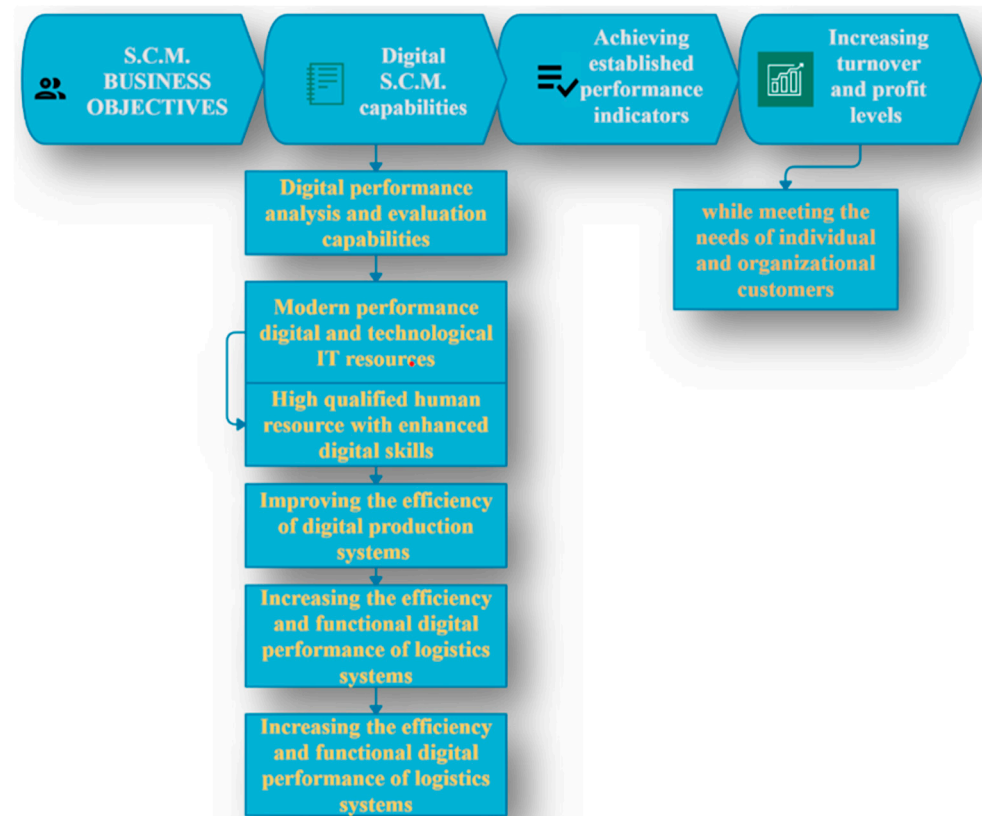 S.C.M.
BUSINESS
OBJECTIVES
Digital
S.C.M.
capabilities
Achieving
established
performance
indicators
Increasing
turnover
and profit
levels
Digital performance
analysis and evaluation
capabilities
Modern performance
digital and technological
IT resources
High qualified human
resource with enhanced
digital skills
Improving the efficiency
of digital production
systems
Increasing the efficiency
and functional digital
performance of logistics
systems
Increasing the efficiency
and functional digital
performance of logistics
systems
while meeting the
needs of individual
and organizational
customers